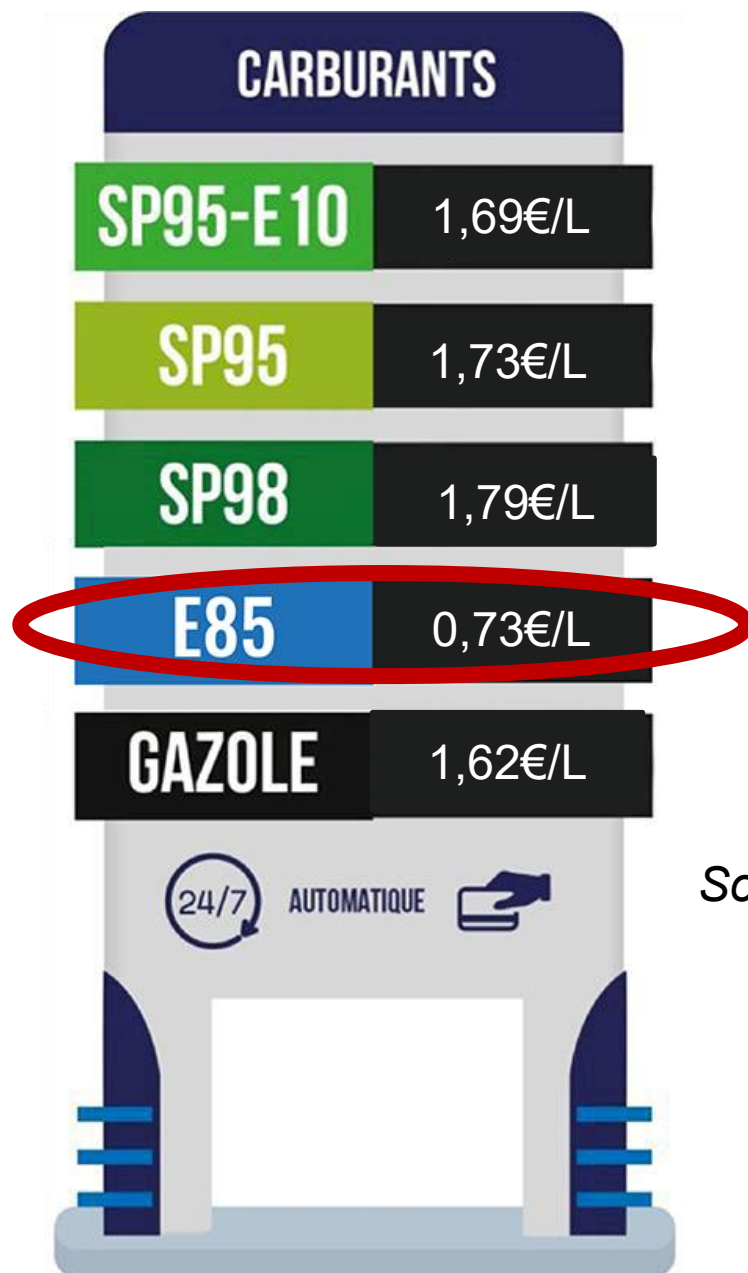 CARBURANTS
SP95-E10 1,69€/L
SP95 1,73€/L
SP98 1,79€/L
E85 0,73€/L
GAZOLE 1,62€/L
24/7 AUTOMATIQUE